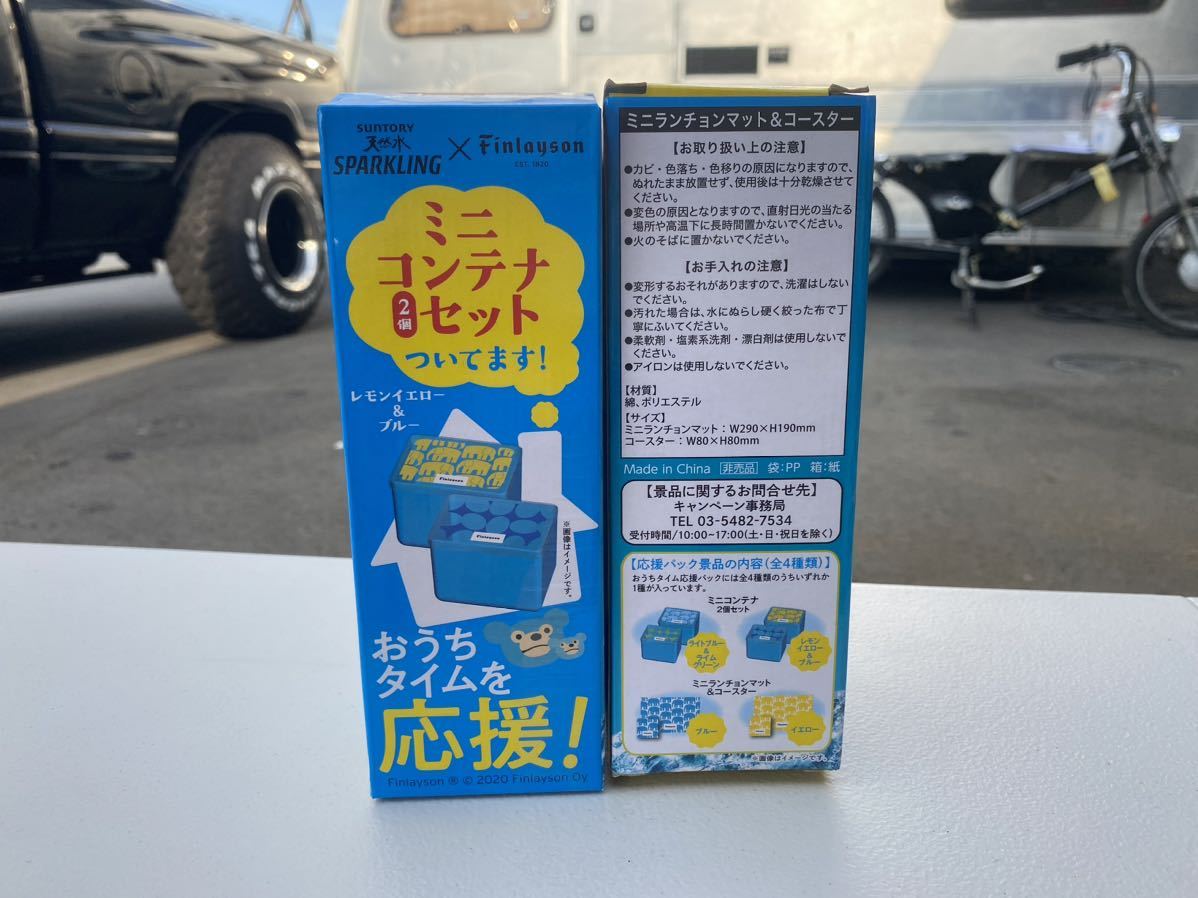 SUNTORY
天然水
SPARKLING
×
Finlayson
EST. 1820
ミニ
コンテナ
2個
セット
ついてます!
レモンイエロー
&
ブルー
Finlayson
Finlayson
※画像はイメージです。
おうち
タイムを
応援!
Finlayson ® © 2020 Finlayson Oy
ミニランチョンマット&コースター
【お取り扱い上の注意】
●カビ・色落ち・色移りの原因になりますので、
ぬれたまま放置せず、使用後は十分乾燥させて
ください。
●変色の原因となりますので、直射日光の当たる
場所や高温下に長時間置かないでください。
●火のそばに置かないでください。
【お手入れの注意】
●変形するおそれがありますので、洗濯はしない
でください。
●汚れた場合は、水にぬらし硬く絞った布で丁
寧にふいてください。
●柔軟剤・塩素系洗剤・漂白剤は使用しないで
ください。
●アイロンは使用しないでください。
【材質】
綿、ポリエステル
【サイズ】
ミニランチョンマット:W290×H190mm
コースター:W80×H80mm
Made in China 非売品 袋:PP 箱:紙
【景品に関するお問合せ先】
キャンペーン事務局
TEL 03-5482-7534
受付時間/10:00~17:00(土・日・祝日を除く)
【応援パック景品の内容(全4種類)】
おうちタイム応援パックには全4種類のうちいずれか
1種が入っています。
ミニコンテナ
2個セット
ライトブルー
&
ライム
グリーン
レモン
イエロー
&
ブルー
ミニランチョンマット
&コースター
ブルー
イエロー
※画像はイメージです。